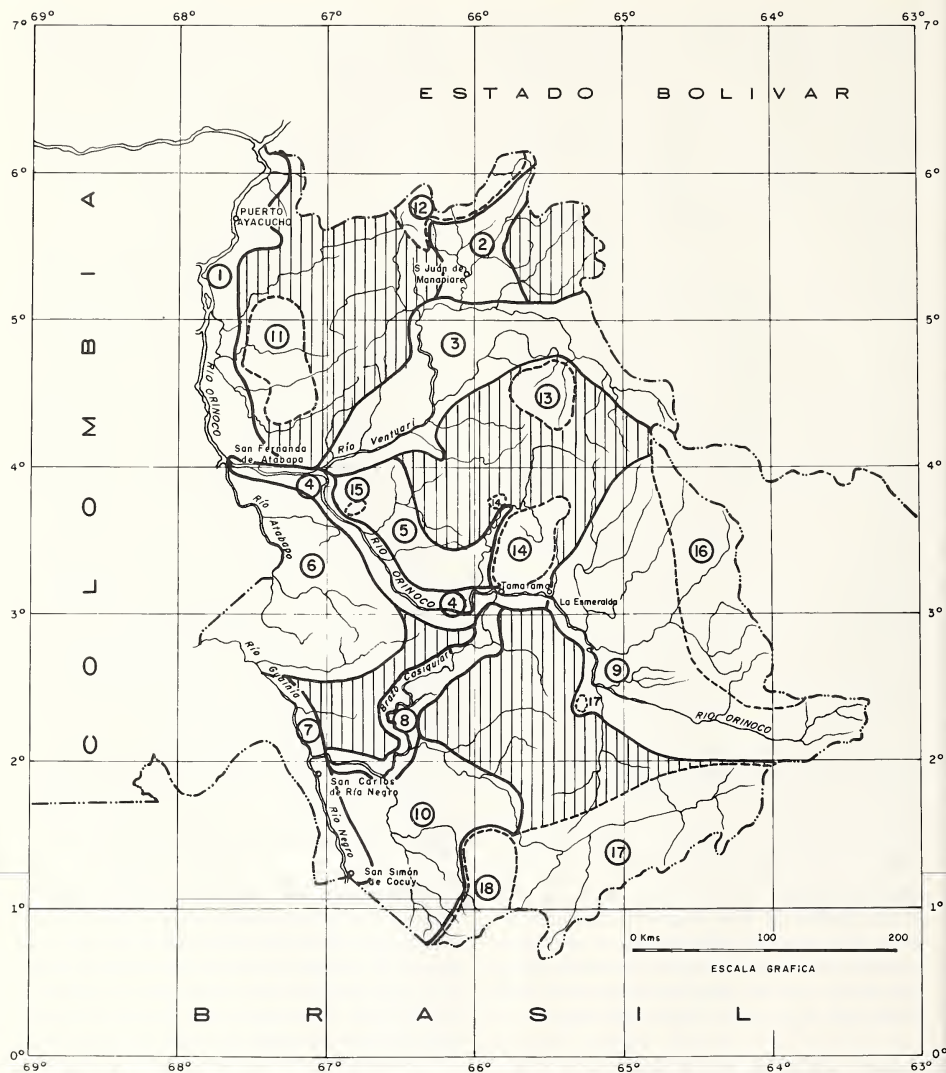 69° 68° 67° 66° 65° 64° 63°
7° 7°
ESTADO BOLIVAR
6° 6°
PUERTO
AYACUCHO
12
2
S Juán de
Manapiare
1
5° 5°
11
3
13
RÍO ORINOCO
Río Ventuari
San Fernando
de Atabapo
4° 4°
4
15
14
5
14
16
Río Atabapo
6
RIO ORINOCO
4
Tamatama
La Esmeralda
3° 3°
Río Guainía
Brazo Casiquiare
9
17
8
7
RIO ORINOCO
2° 2°
San Carlos
de Ría Negro
10
Río Negro
17
San Simón
de Cocuy
18
1° 1°
COLOMBIA
0 Kms 100 200
ESCALA GRAFICA
BRASIL
0° 0°
69° 68° 67° 66° 65° 64° 63°